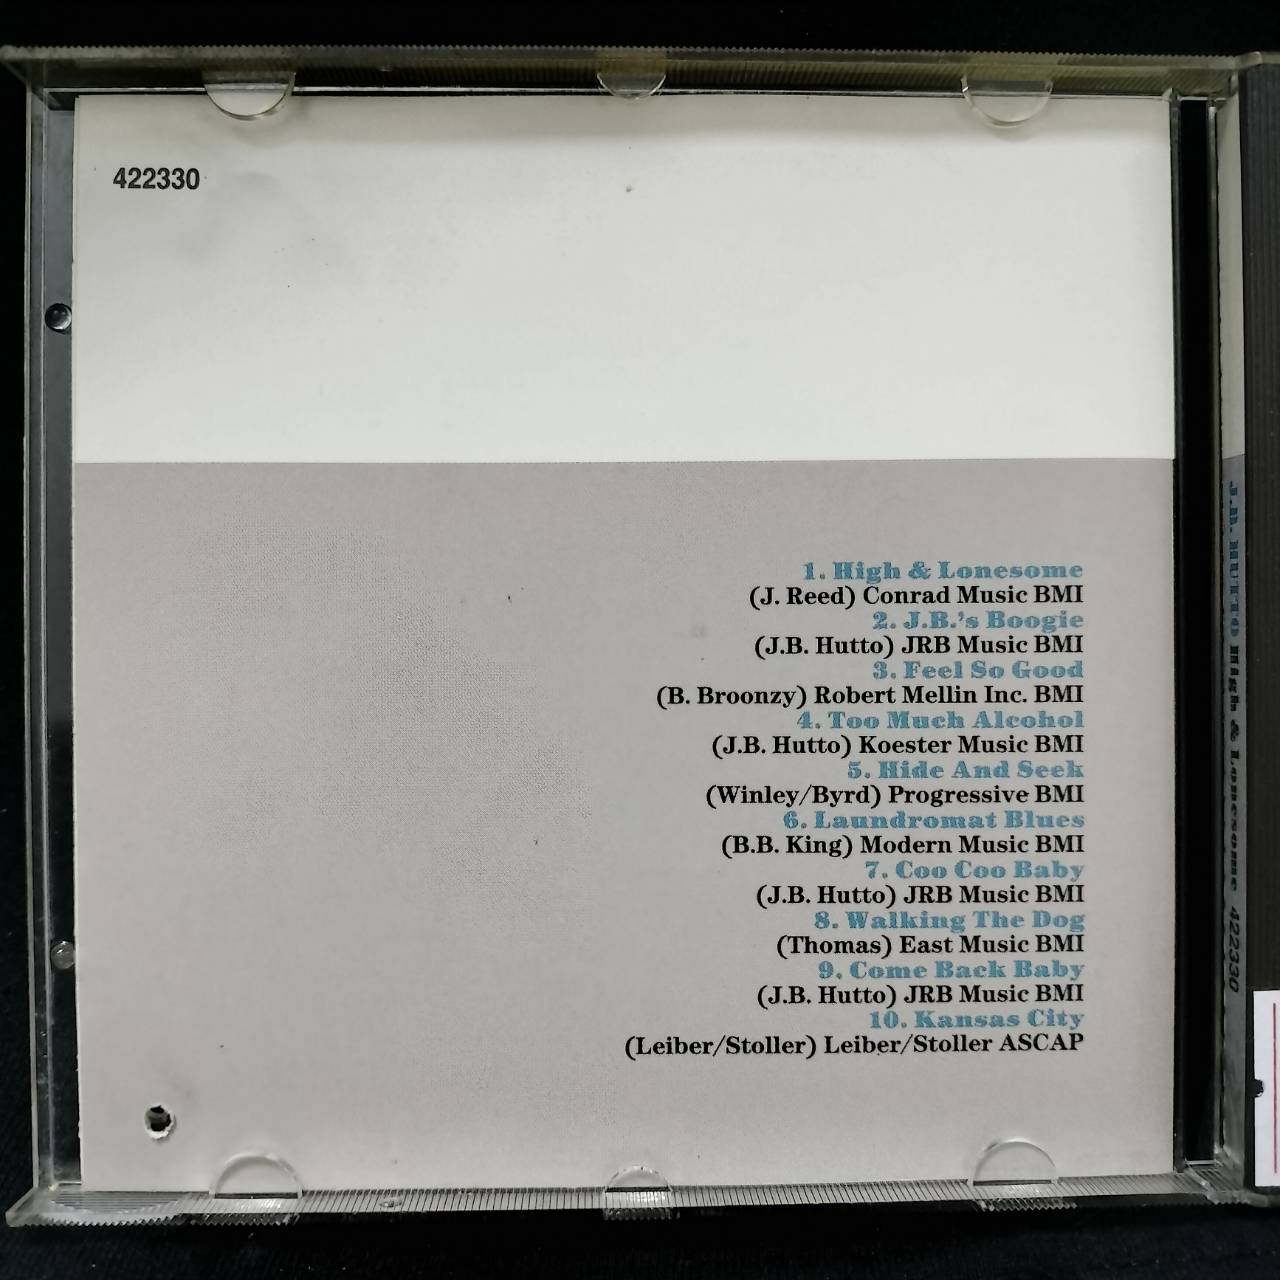 422330
1. High & Lonesome
(J. Reed) Conrad Music BMI
2. J.B.'s Boogie
(J.B. Hutto) JRB Music BMI
3. Feel So Good
(B. Broonzy) Robert Mellin Inc. BMI
4. Too Much Alcohol
(J.B. Hutto) Koester Music BMI
5. Hide And Seek
(Winley/Byrd) Progressive BMI
6. Laundromat Blues
(B.B. King) Modern Music BMI
7. Coo Coo Baby
(J.B. Hutto) JRB Music BMI
8. Walking The Dog
(Thomas) East Music BMI
9. Come Back Baby
(J.B. Hutto) JRB Music BMI
10. Kansas City
(Leiber/Stoller) Leiber/Stoller ASCAP
J.B. HUTTO High & Lonesome 422330